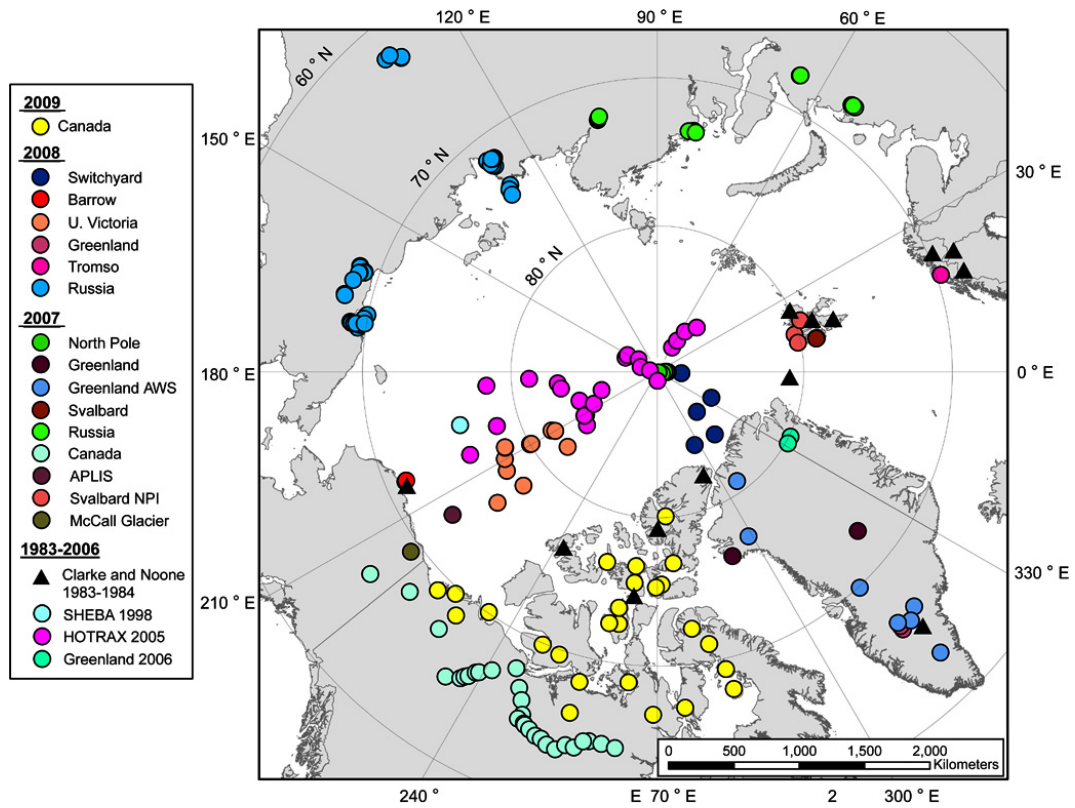 120 ° E
90 ° E
60 ° E
60 ° N
150 ° E
70 ° N
30 ° E
80 ° N
180 ° E
0 ° E
210 ° E
330 ° E
240 °
E 70 °E
2
300 ° E
2009
Canada
2008
Switchyard
Barrow
U. Victoria
Greenland
Tromso
Russia
2007
North Pole
Greenland
Greenland AWS
Svalbard
Russia
Canada
APLIS
Svalbard NPI
McCall Glacier
1983-2006
Clarke and Noone
1983-1984
SHEBA 1998
HOTRAX 2005
Greenland 2006
0 500 1,000 1,500 2,000
Kilometers